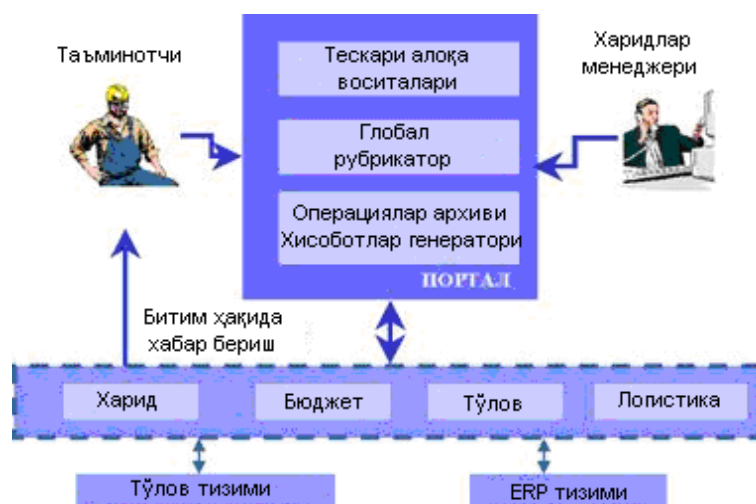 Таъминотчи
Тескари алоқа
воситалари
Харидлар
менеджери
Глобал
рубрикатор
Операциялар архиви
Хисоботлар генератори
ПОРТАЛ
Битим ҳақида
хабар бериш
Харид
Бюджет
Тўлов
Логистика
Тўлов тизими
ERP тизими